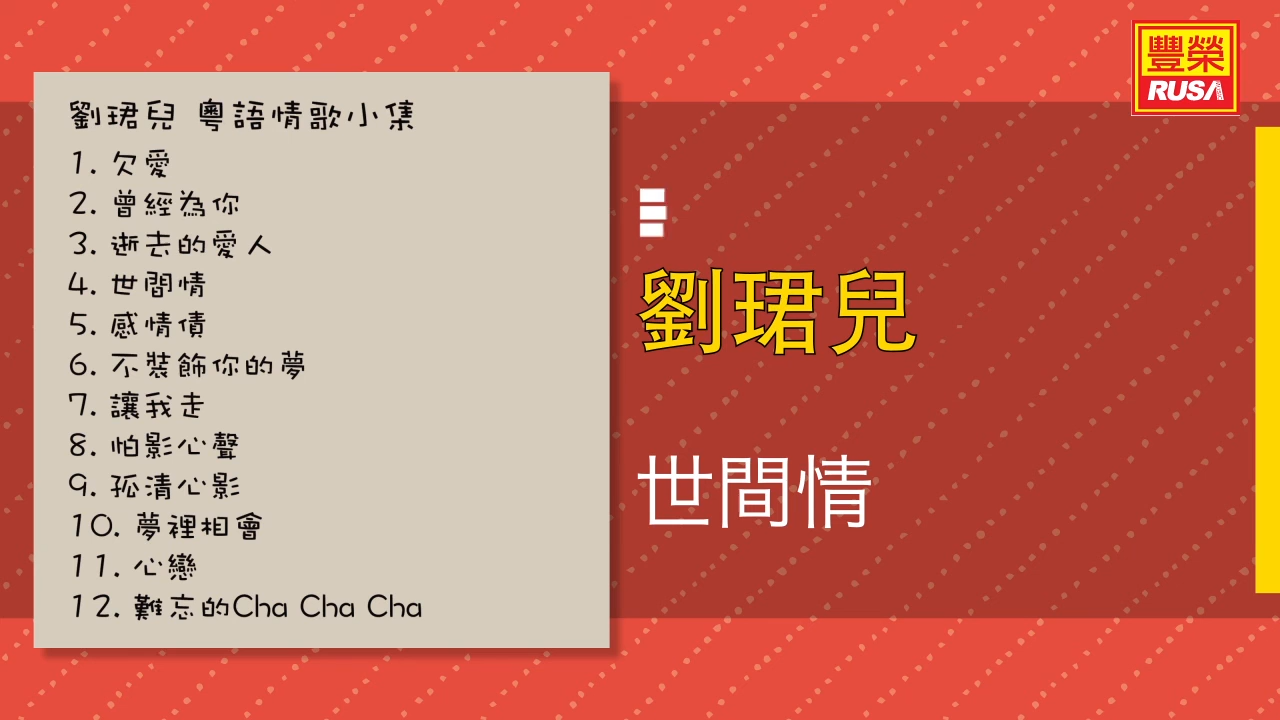 劉珺兒 粵語情歌小集
1. 欠愛
2. 曾經為你
3. 逝去的愛人
4. 世間情
5. 感情債
6. 不裝飾你的夢
7. 讓我走
8. 怕影心聲
9. 孤清心影
10. 夢裡相會
11. 心戀
12. 難忘的Cha Cha Cha
豐榮
RUSA
劉珺兒
世間情